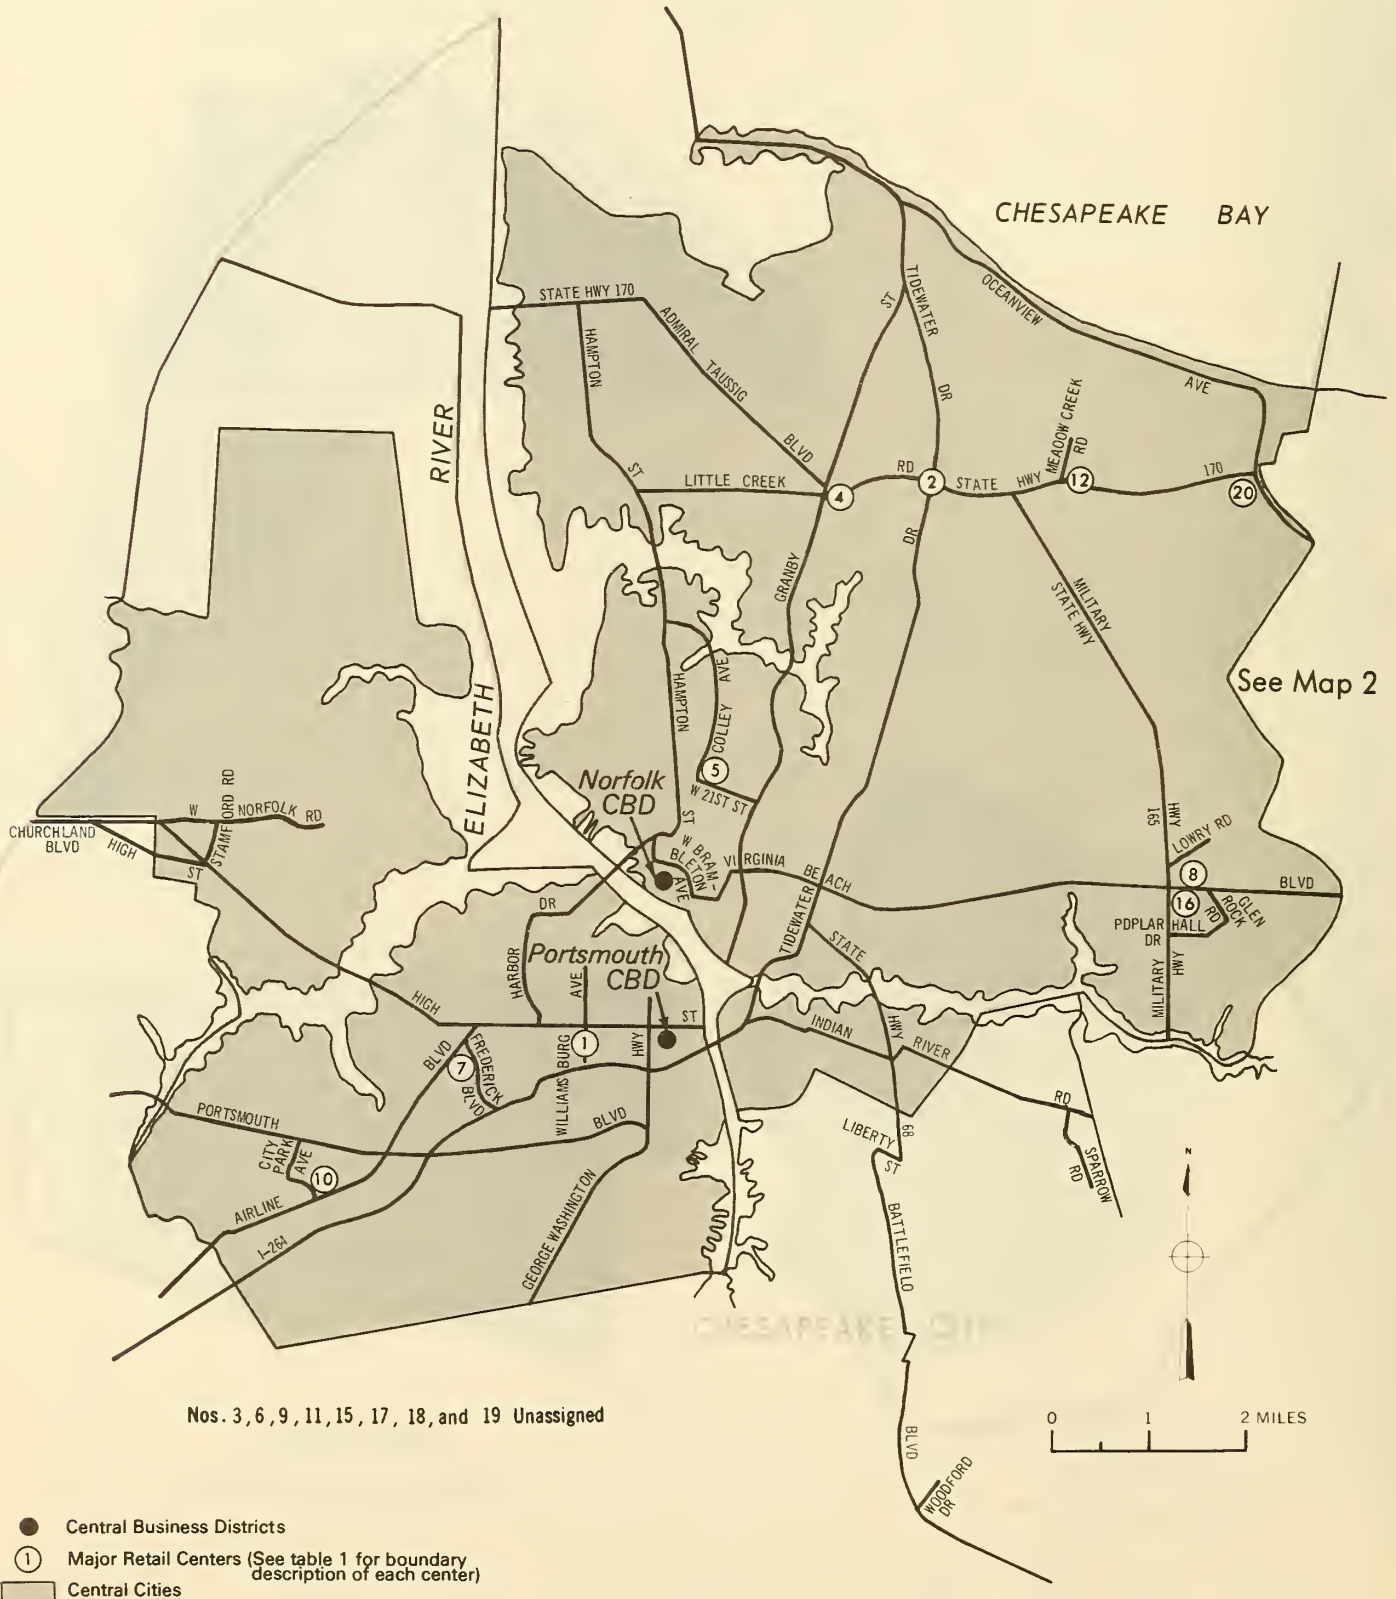 CHESAPEAKE BAY
STATE HWY 170
HAMPTON
ST
ADMIRAL TAUSSIG BLVD
ST
TIDEWATER
DR
OCEANVIEW
AVE
RIVER
ELIZABETH
LITTLE CREEK
RD
STATE HWY
170
MEADOW CREEK
RD
4
2
12
20
GRANBY
DR
MILITARY
STATE HWY
See Map 2
HAMPTON
ST
COLLEY AVE
5
W 21ST ST
Norfolk
CBD
W BRAM-
BLETON
AVE
VIRGINIA
BEACH
BLVD
HWY
165
LOWRY RD
8
16
GLEN
ROCK
RD
PDPLAR
HALL
DR
MILITARY
HWY
W NORFOLK RD
STAMFORD RD
CHURCHLAND
BLVD
HIGH
ST
DR
HARBOR
Portsmouth
CBD
TIDEWATER
STATE
HWY
68
AVE
WILLIAMSBURG
1
HWY
HIGH
ST
BLVD
7
FREDERICK
BLVD
INDIAN
RIVER
RD
PORTSMOUTH
BLVD
CITY
PARK
AVE
10
AIRLINE
I-264
GEORGE WASHINGTON
LIBERTY
ST
SPARROW
RD
BATTLEFIELD
BLVD
WOODFORD
DR
N
CHESAPEAKE CITY
Nos. 3,6,9,11,15,17,18,and 19 Unassigned
0 1 2 MILES
Central Business Districts
1 Major Retail Centers (See table 1 for boundary
description of each center)
Central Cities